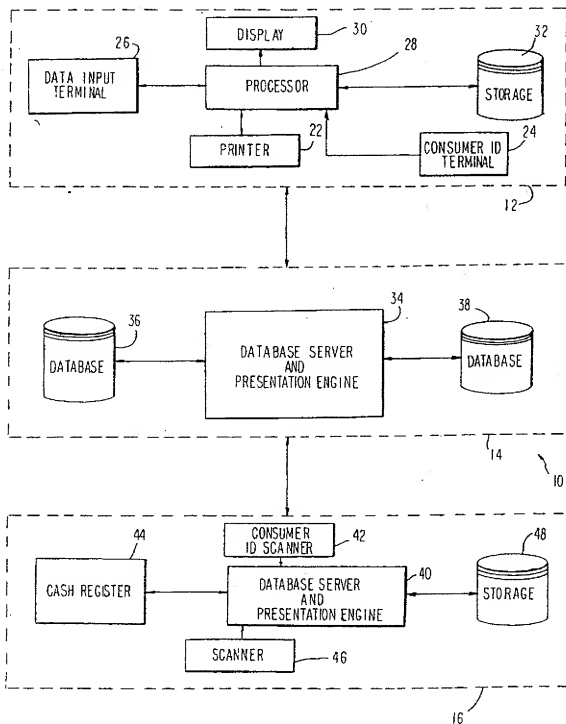 26
DATA INPUT
TERMINAL
DISPLAY
30
PROCESSOR
28
32
STORAGE
PRINTER
22
CONSUMER ID
TERMINAL
24
12
36
DATABASE
34
DATABASE SERVER
AND
PRESENTATION ENGINE
38
DATABASE
14
10
44
CASH REGISTER
CONSUMER
ID SCANNER
42
DATABASE SERVER
AND
PRESENTATION ENGINE
40
48
STORAGE
SCANNER
46
16